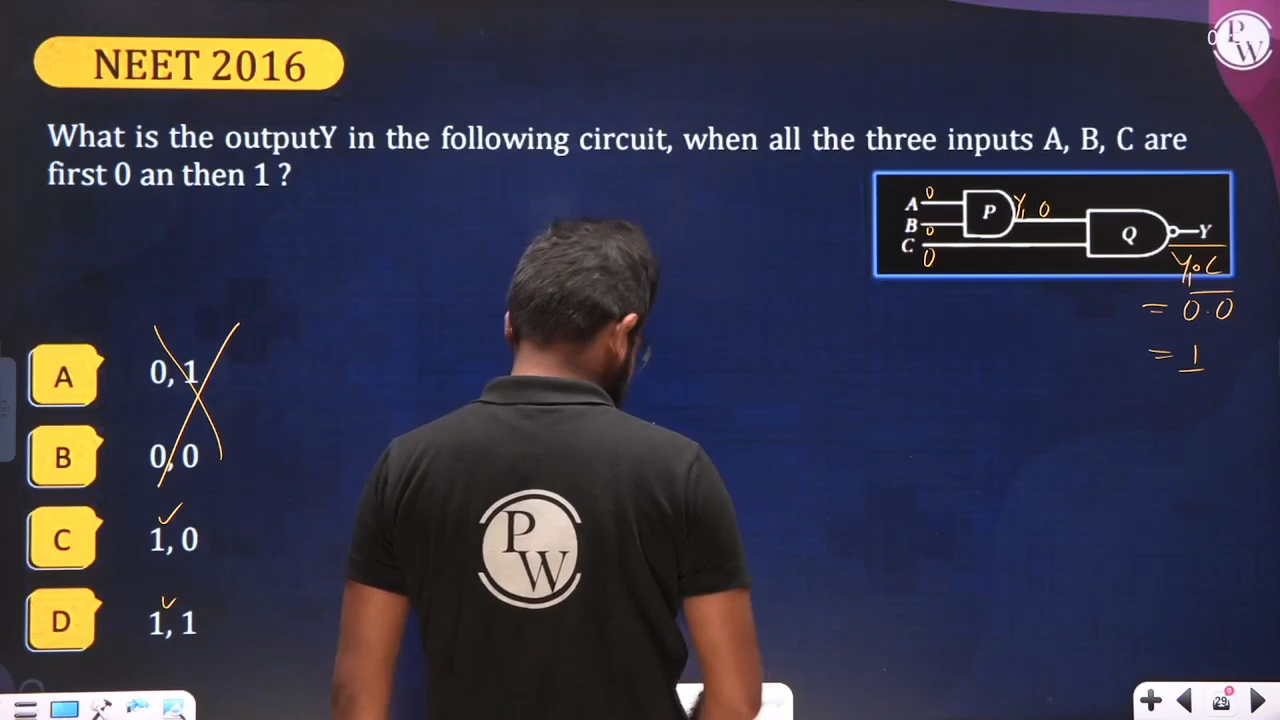 NEET 2016
PW
What is the outputY in the following circuit, when all the three inputs A, B, C are
first 0 an then 1 ?
A 0
B 0
C 0
P
Y₁ 0
Q
Y
Y₁.C
= 0.0
= 1
A 0, 1
B 0, 0
C 1, 0
D 1, 1
PW
29